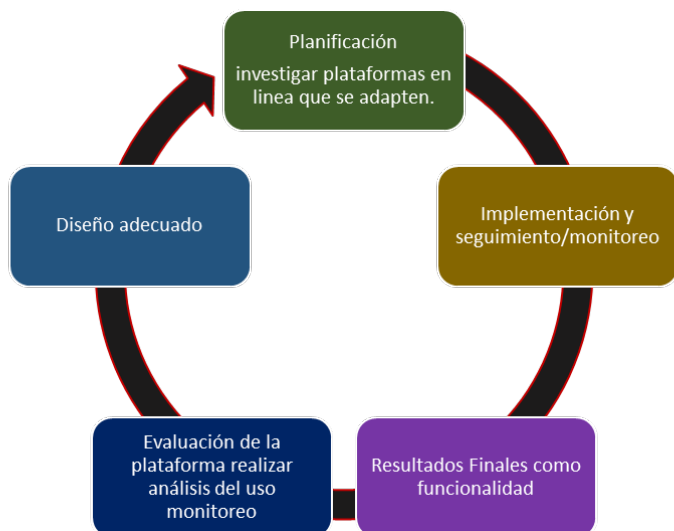 Planificación
investigar plataformas en
linea que se adapten.
Implementación y
seguimiento/monitoreo
Resultados Finales como
funcionalidad
Evaluación de la
plataforma realizar
análisis del uso
monitoreo
Diseño adecuado